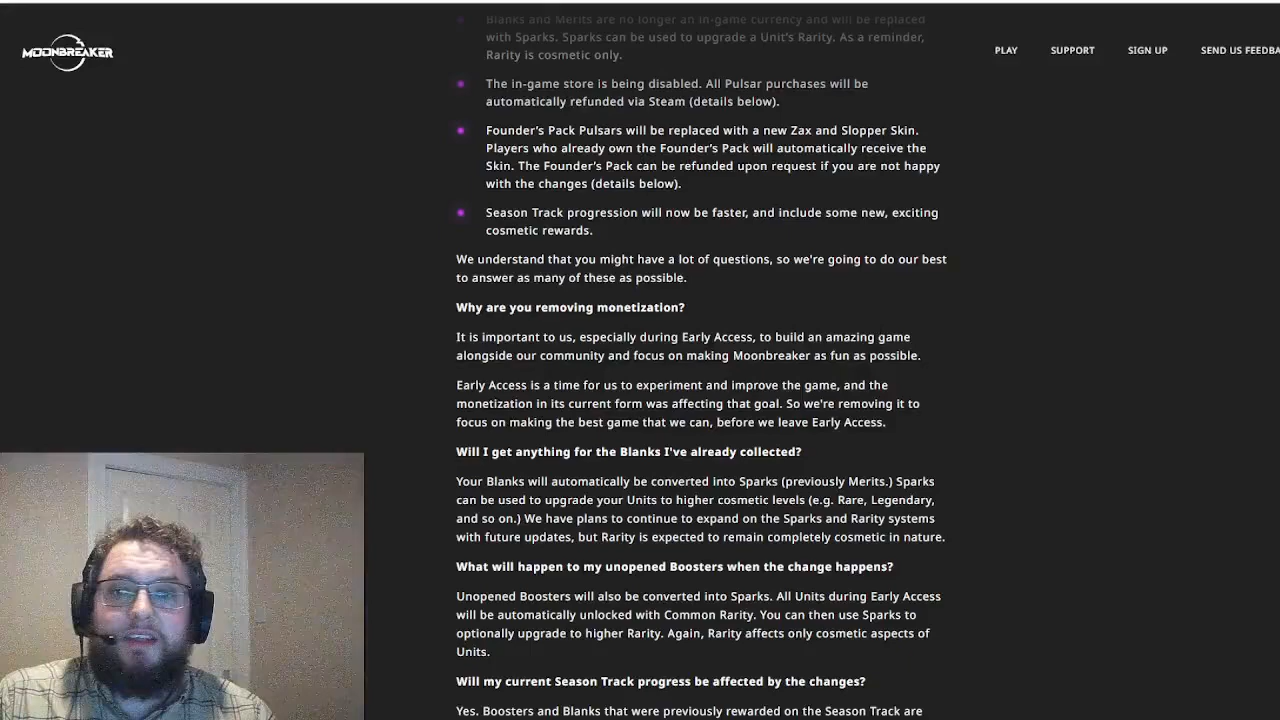 Blanks and Merits are no longer an in-game currency and will be replaced
with Sparks. Sparks can be used to upgrade a Unit's Rarity. As a reminder,
Rarity is cosmetic only.
MOONBREAKER
PLAY
SUPPORT
SIGN UP
SEND US FEEDBA
The in-game store is being disabled. All Pulsar purchases will be
automatically refunded via Steam (details below).
Founder's Pack Pulsars will be replaced with a new Zax and Slopper Skin.
Players who already own the Founder's Pack will automatically receive the
Skin. The Founder's Pack can be refunded upon request if you are not happy
with the changes (details below).
Season Track progression will now be faster, and include some new, exciting
cosmetic rewards.
We understand that you might have a lot of questions, so we're going to do our best
to answer as many of these as possible.
Why are you removing monetization?
It is important to us, especially during Early Access, to build an amazing game
alongside our community and focus on making Moonbreaker as fun as possible.
Early Access is a time for us to experiment and improve the game, and the
monetization in its current form was affecting that goal. So we're removing it to
focus on making the best game that we can, before we leave Early Access.
Will I get anything for the Blanks I've already collected?
Your Blanks will automatically be converted into Sparks (previously Merits.) Sparks
can be used to upgrade your Units to higher cosmetic levels (e.g. Rare, Legendary,
and so on.) We have plans to continue to expand on the Sparks and Rarity systems
with future updates, but Rarity is expected to remain completely cosmetic in nature.
What will happen to my unopened Boosters when the change happens?
Unopened Boosters will also be converted into Sparks. All Units during Early Access
will be automatically unlocked with Common Rarity. You can then use Sparks to
optionally upgrade to higher Rarity. Again, Rarity affects only cosmetic aspects of
Units.
Will my current Season Track progress be affected by the changes?
Yes. Boosters and Blanks that were previously rewarded on the Season Track are